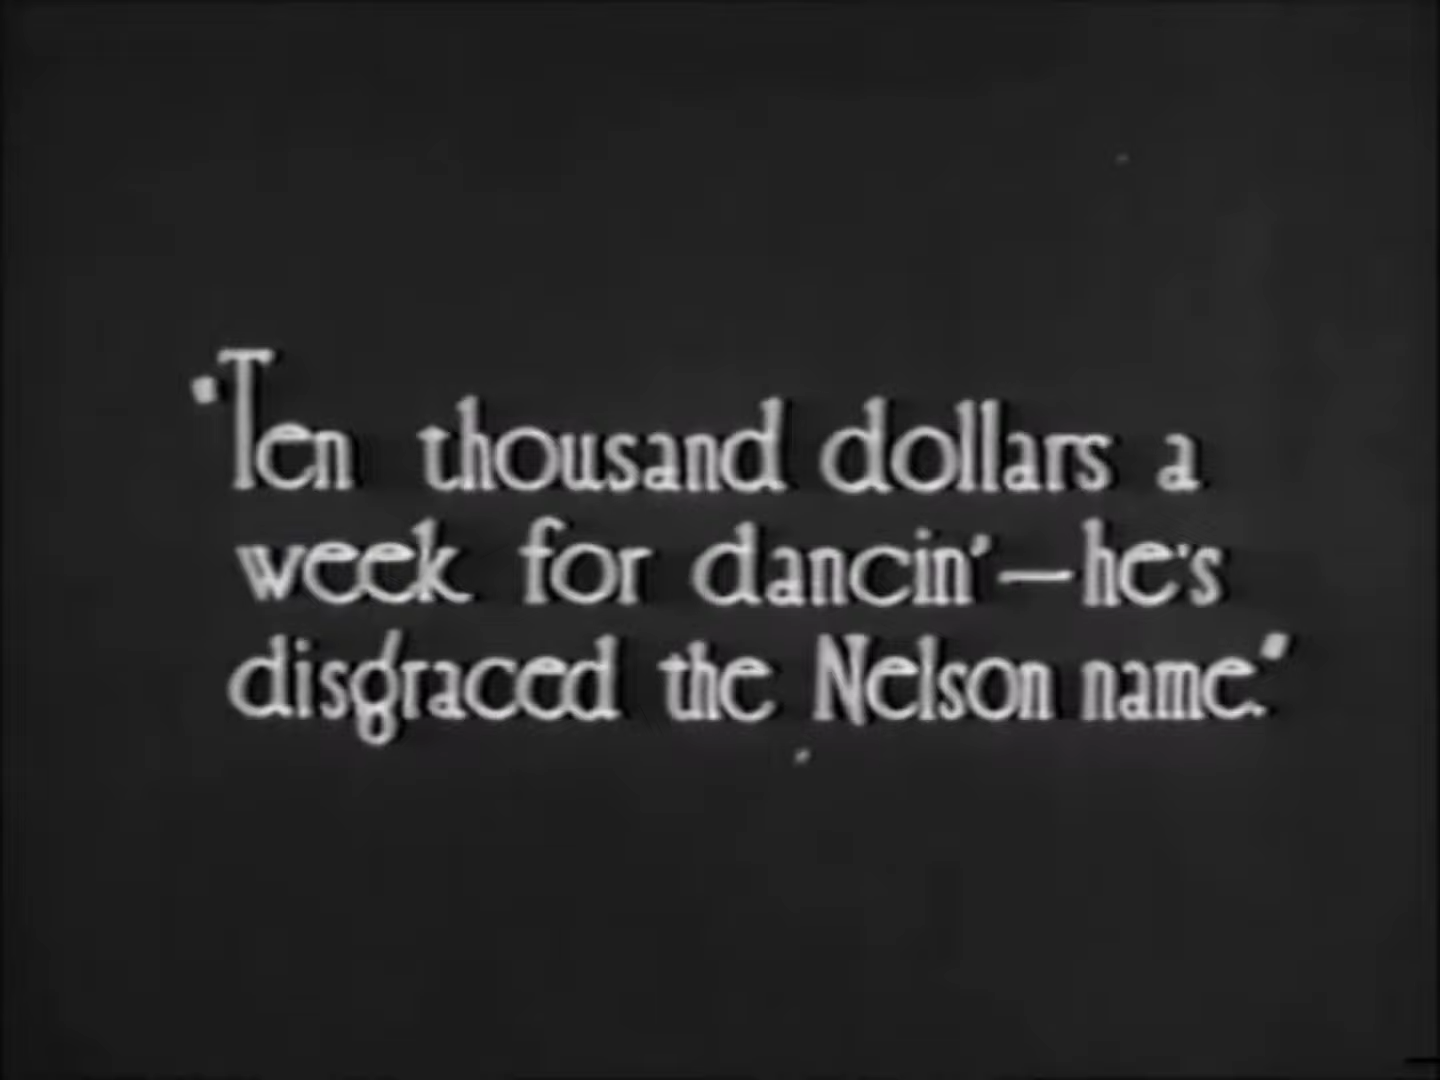 "Ten thousand dollars a
week for dancin'—he's
disgraced the Nelson name."